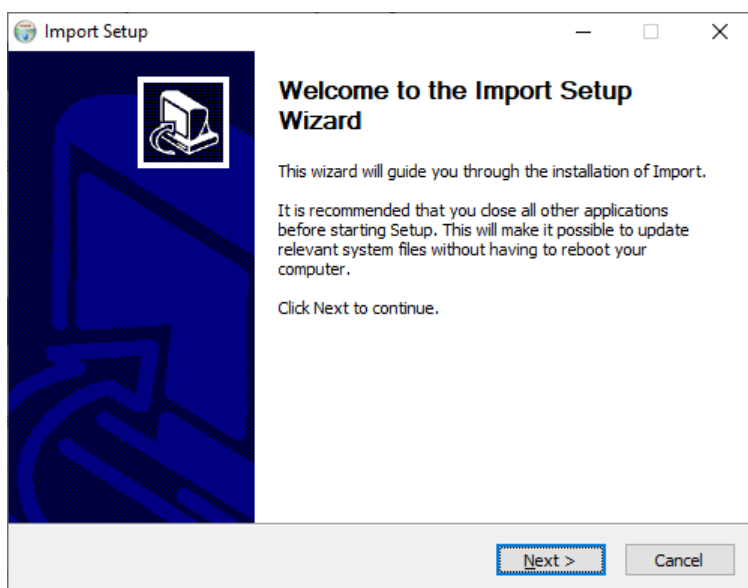 Import Setup
Welcome to the Import Setup
Wizard
This wizard will guide you through the installation of Import.
It is recommended that you close all other applications
before starting Setup. This will make it possible to update
relevant system files without having to reboot your
computer.
Click Next to continue.
Next >
Cancel